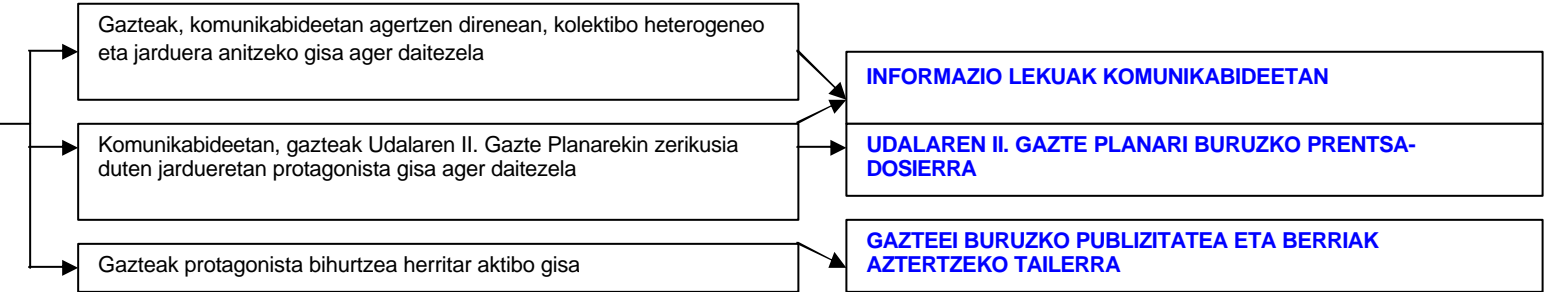 Gazteak, komunikabideetan agertzen direnean, kolektibo heterogeneo
eta jarduera anitzeko gisa ager daitezela
INFORMAZIO LEKUAK KOMUNIKABIDEETAN
Komunikabideetan, gazteak Udalaren II. Gazte Planarekin zerikusia
duten jardueretan protagonista gisa ager daitezela
UDALAREN II. GAZTE PLANARI BURUZKO PRENTSA-
DOSIERRA
Gazteak protagonista bihurtzea herritar aktibo gisa
GAZTEEI BURUZKO PUBLIZITATEA ETA BERRIAK
AZTERTZEKO TAILERRA